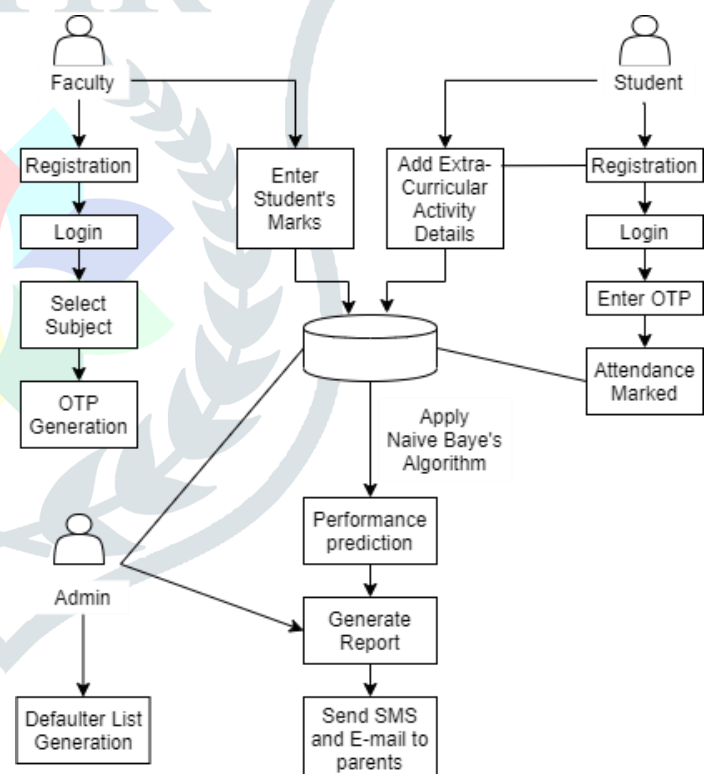 Faculty
Student
Registration
Enter
Student's
Marks
Add Extra-
Curricular
Activity
Details
Registration
Login
Login
Select
Subject
Enter OTP
OTP
Generation
Attendance
Marked
Apply
Naive Baye's
Algorithm
Performance
prediction
Admin
Generate
Report
Defaulter List
Generation
Send SMS
and E-mail to
parents